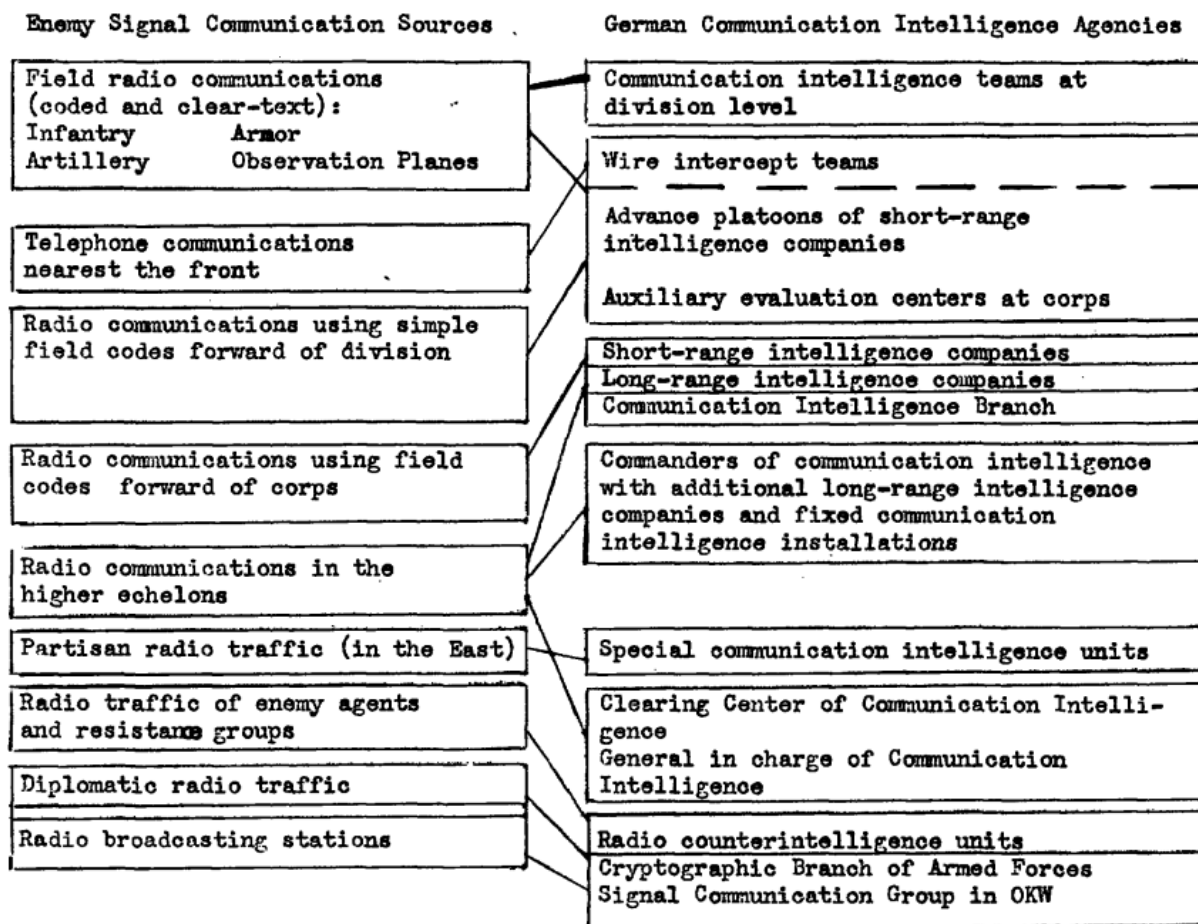 Enemy Signal Communication Sources
Field radio communications
(coded and clear-text):
Infantry Armor
Artillery Observation Planes
Telephone communications
nearest the front
Radio communications using simple
field codes forward of division
Radio communications using field
codes forward of corps
Radio communications in the
higher echelons
Partisan radio traffic (in the East)
Radio traffic of enemy agents
and resistance groups
Diplomatic radio traffic
Radio broadcasting stations
German Communication Intelligence Agencies
Communication intelligence teams at
division level
Wire intercept teams
Advance platoons of short-range
intelligence companies
Auxiliary evaluation centers at corps
Short-range intelligence companies
Long-range intelligence companies
Communication Intelligence Branch
Commanders of communication intelligence
with additional long-range intelligence
companies and fixed communication
intelligence installations
Special communication intelligence units
Clearing Center of Communication Intelli-
gence
General in charge of Communication
Intelligence
Radio counterintelligence units
Cryptographic Branch of Armed Forces
Signal Communication Group in OKW